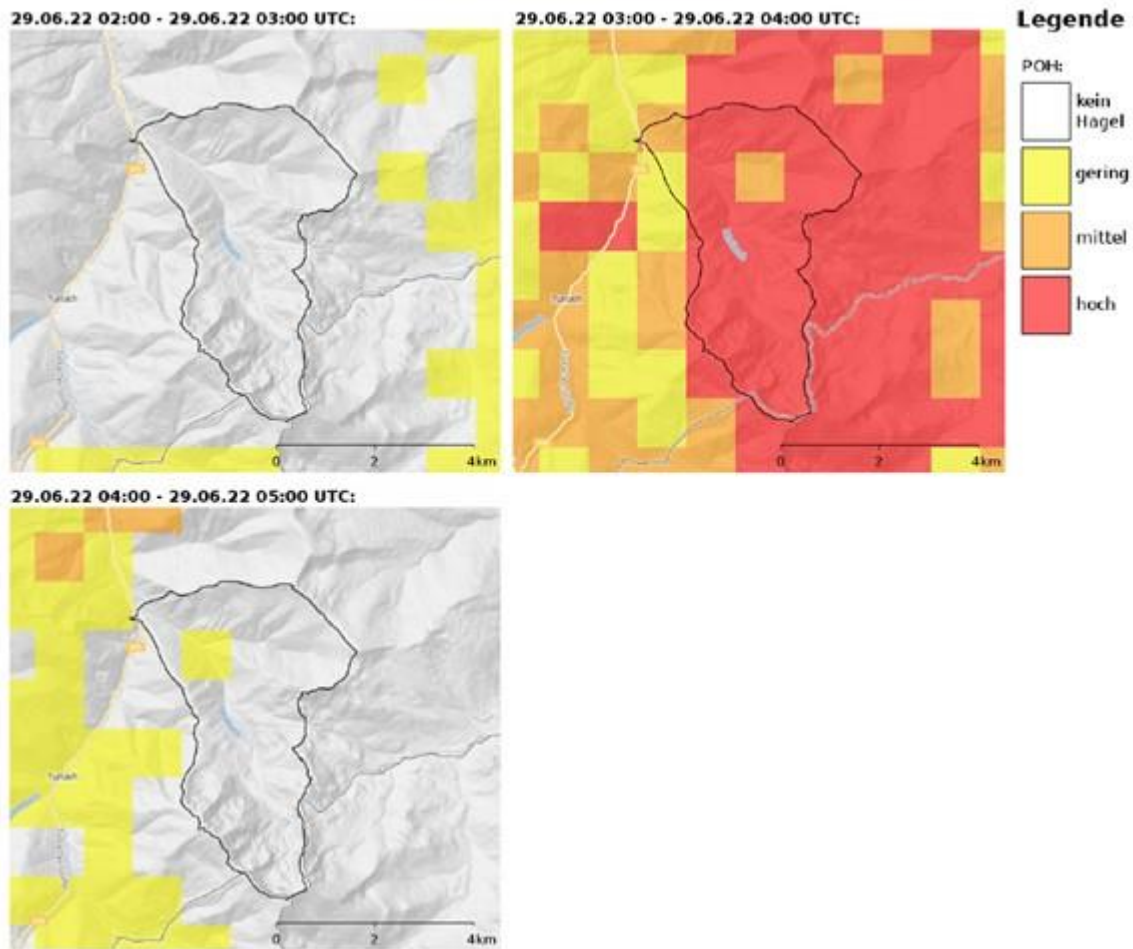 29.06.22 02:00 - 29.06.22 03:00 UTC:
29.06.22 03:00 - 29.06.22 04:00 UTC:
Legende
POH:
kein
Hagel
gering
mittel
hoch
0 2 4km
0 2 4km
29.06.22 04:00 - 29.06.22 05:00 UTC:
0 2 4km